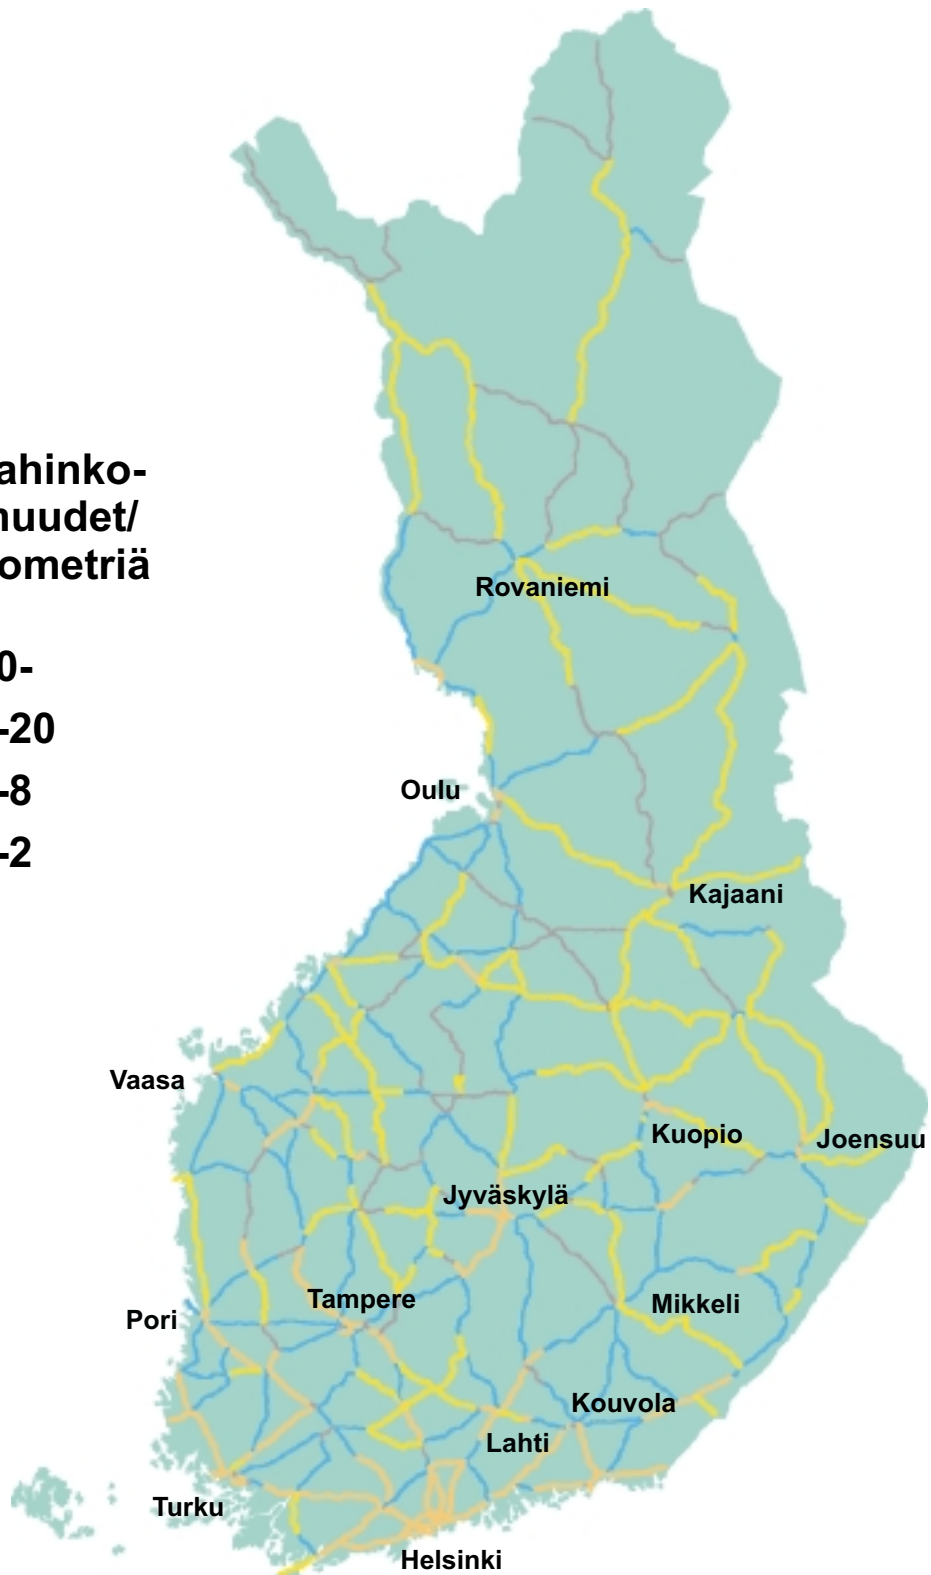 ahinko-
nuudet/
ometriä
0-
-20
-8
-2
Rovaniemi
Oulu
Kajaani
Vaasa
Kuopio
Joensuu
Jyväskylä
Tampere
Mikkeli
Pori
Kouvola
Lahti
Turku
Helsinki